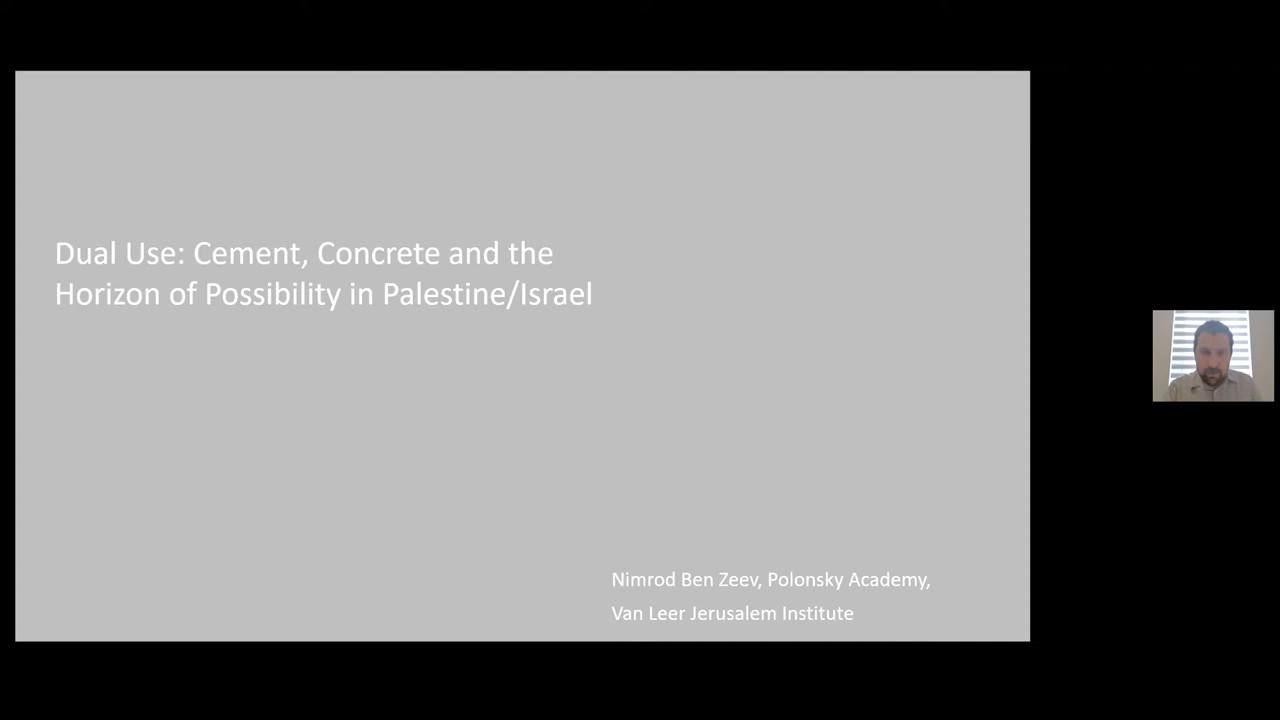 Dual Use: Cement, Concrete and the
Horizon of Possibility in Palestine/Israel
Nimrod Ben Zeev, Polonsky Academy,
Van Leer Jerusalem Institute